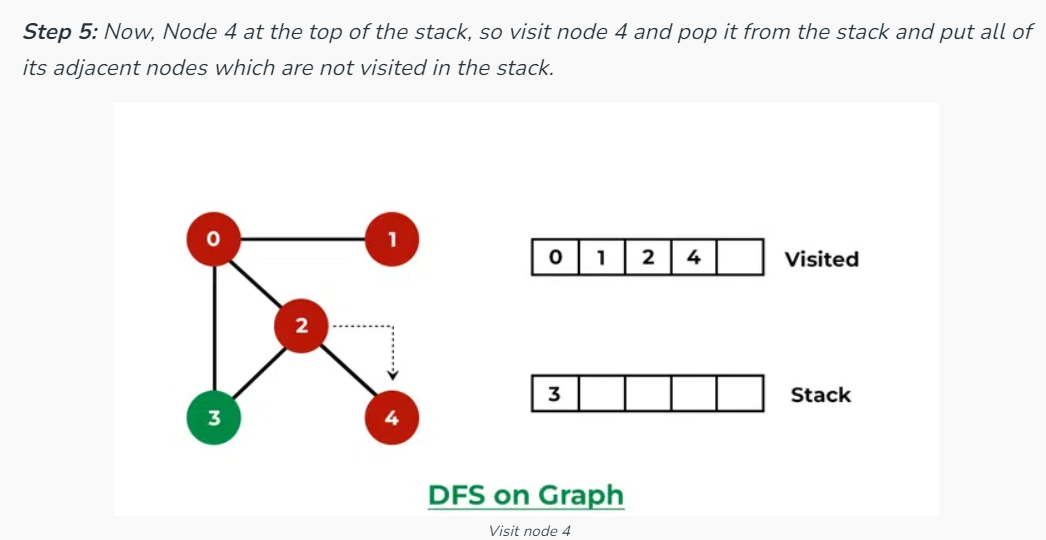 Step 5: Now, Node 4 at the top of the stack, so visit node 4 and pop it from the stack and put all of
its adjacent nodes which are not visited in the stack.
0
1
0 1 2 4
Visited
2
3
Stack
3
4
DFS on Graph
Visit node 4